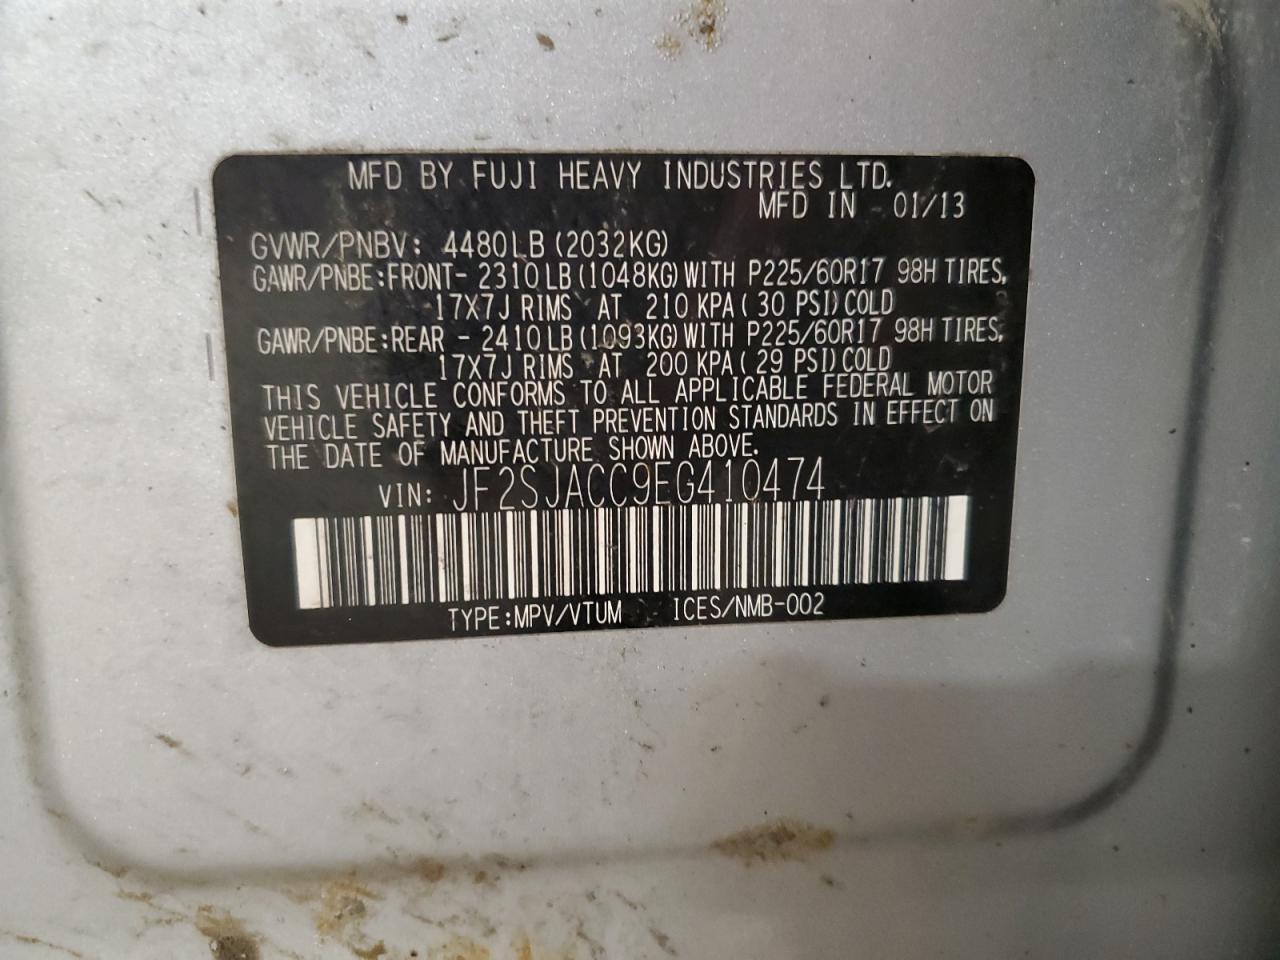 MFD BY FUJI HEAVY INDUSTRIES LTD.
MFD IN 01/13
GVWR/PNBV: 4480LB (2032KG)
GAWR/PNBE:FRONT- 2310LB (1048KG) WITH P225/60R17 98H TIRES,
17X7J RIMS AT 210 KPA( 30 PSI) COLD
GAWR/PNBE:REAR - 2410LB (1093KG) WITH P225/60R17 98H TIRES,
17X7J RIMS AT 200 KPA( 29 PSI) COLD
THIS VEHICLE CONFORMS TO ALL APPLICABLE FEDERAL MOTOR
VEHICLE SAFETY AND THEFT PREVENTION STANDARDS IN EFFECT ON
THE DATE OF MANUFACTURE SHOWN ABOVE.
VIN: JF2SJACC9EG410474
TYPE:MPV/VTUM ICES/NMB-002